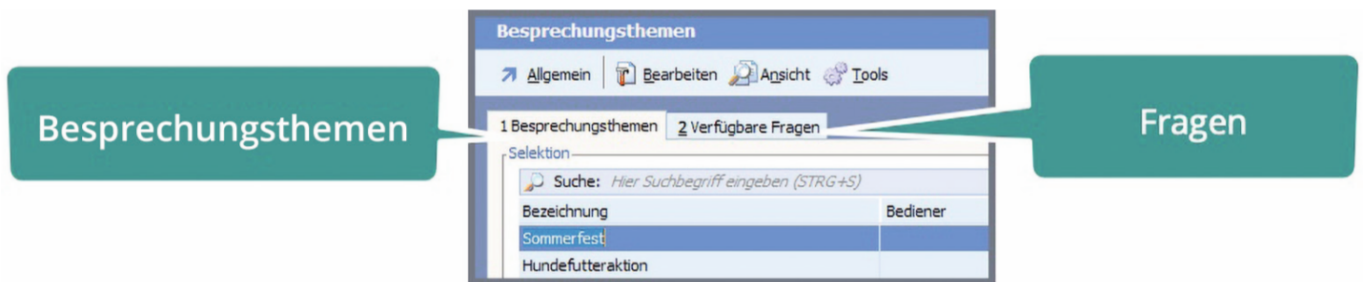 Besprechungsthemen
Allgemein Bearbeiten Ansicht Tools
Besprechungsthemen
1 Besprechungsthemen 2 Verfügbare Fragen
Fragen
Selektion
Suche: Hier Suchbegriff eingeben (STRG+S)
Bezeichnung Bediener
Sommerfest
Hundefutteraktion